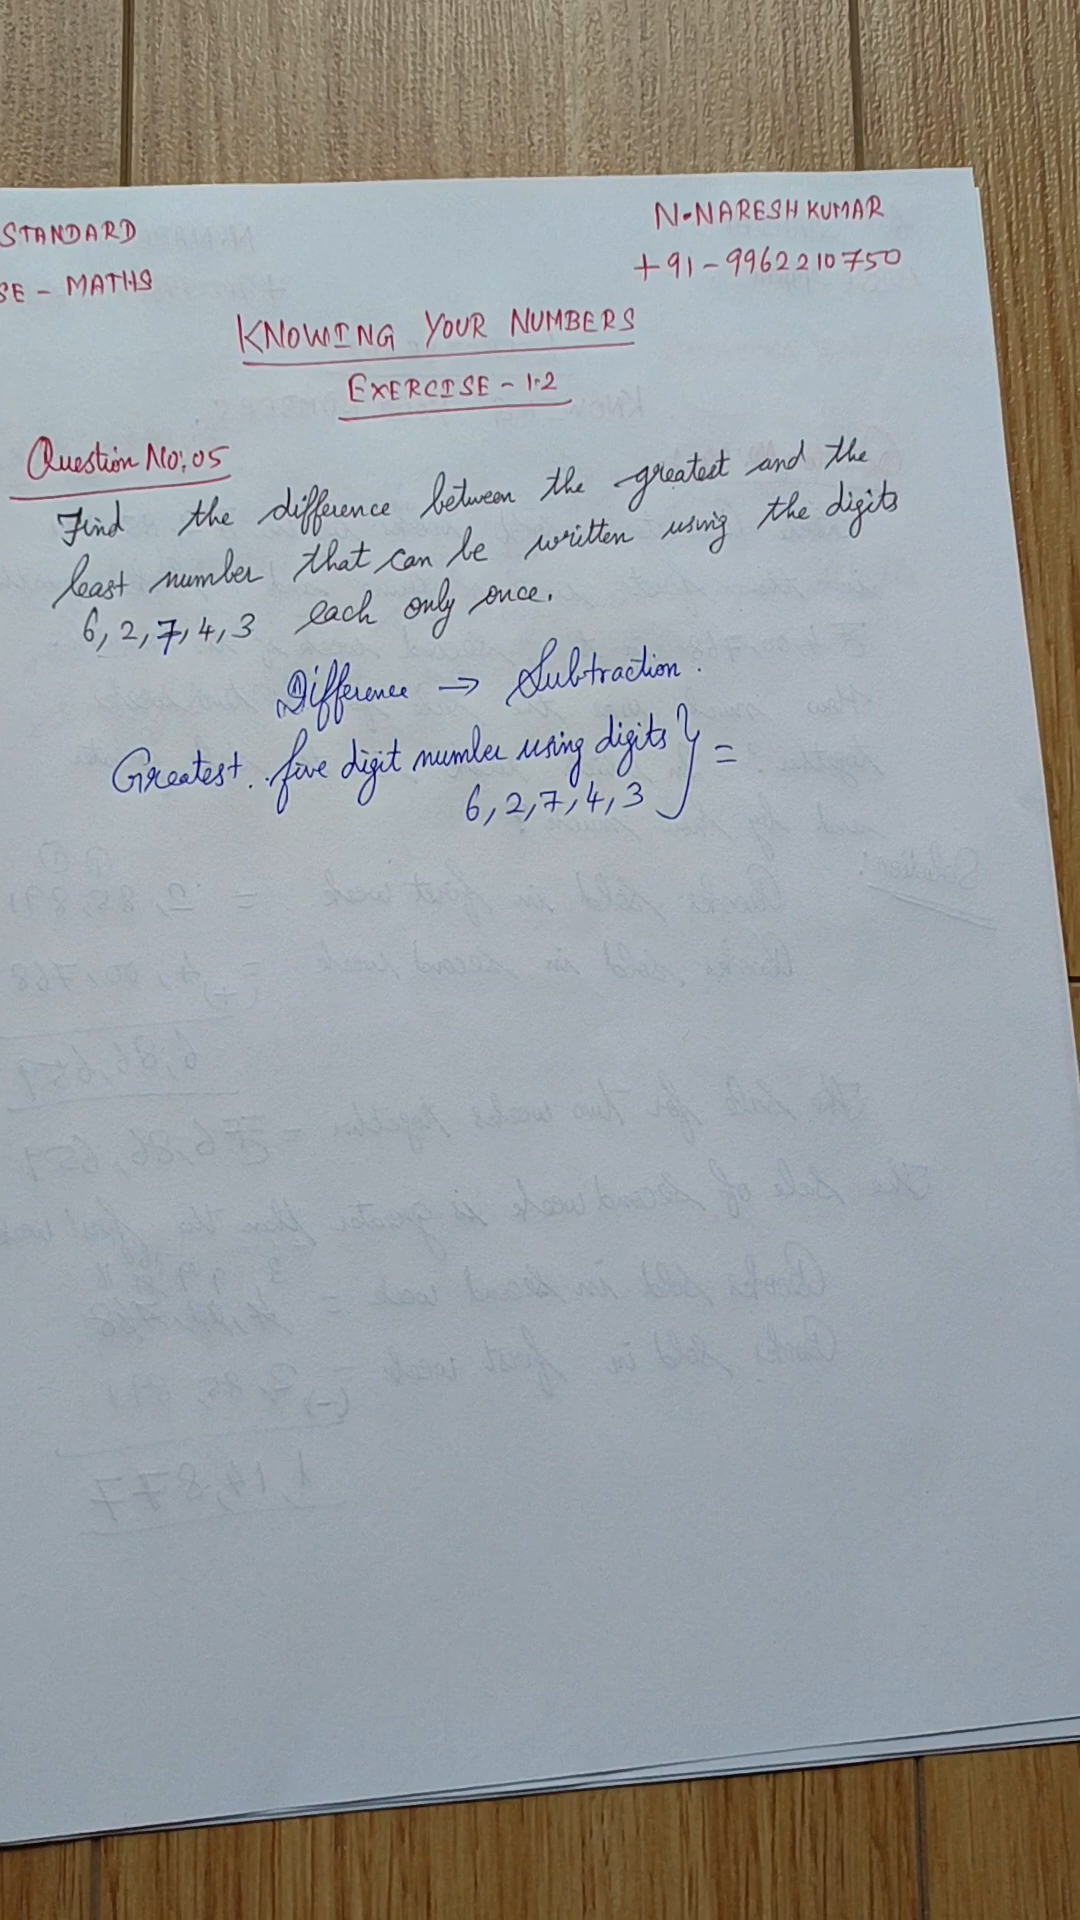 STANDARD
N. NARESH KUMAR
SE - MATHS
+91-9962210750
KNOWING YOUR NUMBERS
EXERCISE - 1.2
Question No: 05
Find the difference between the greatest and the
least number that can be written using the digits
6, 2, 7, 4, 3 each only once.
Difference → Subtraction.
Greatest five digit number using digits } =
6, 2, 7, 4, 3